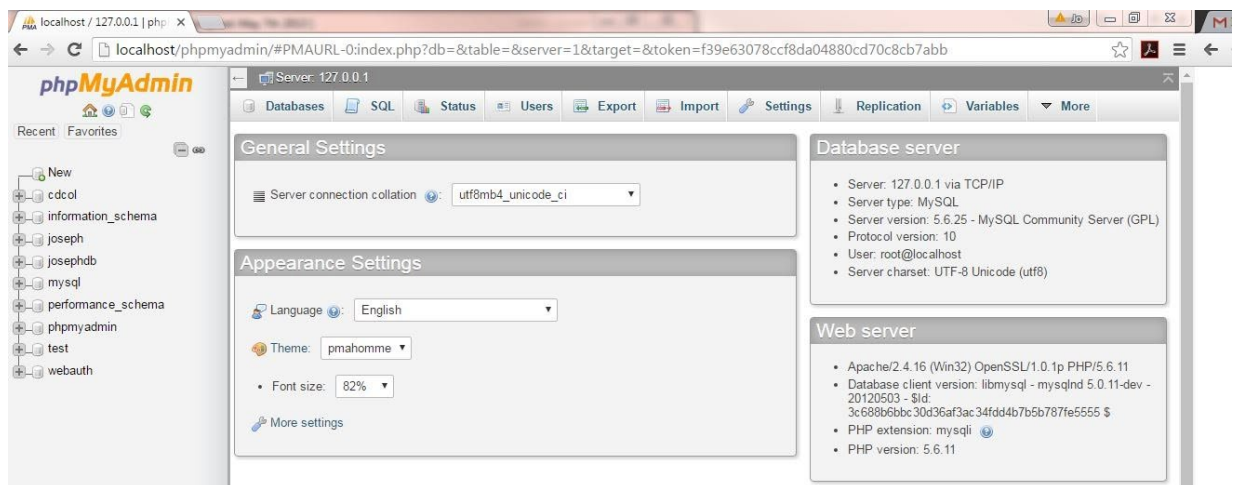 localhost / 127.0.0.1 | php
localhost/phpmyadmin/#PMAURL-0:index.php?db=&table=&server=1&target=&token=f39e63078ccf8da04880cd70c8cb7abb
phpMyAdmin
Recent Favorites
New
cdcol
information_schema
joseph
josephdb
mysql
performance_schema
phpmyadmin
test
webauth
Server: 127.0.0.1
Databases SQL Status Users Export Import Settings Replication Variables More
General Settings
Server connection collation : utf8mb4_unicode_ci
Appearance Settings
Language : English
Theme: pmahomme
• Font size: 82%
More settings
Database server
• Server: 127.0.0.1 via TCP/IP
• Server type: MySQL
• Server version: 5.6.25 - MySQL Community Server (GPL)
• Protocol version: 10
• User: root@localhost
• Server charset: UTF-8 Unicode (utf8)
Web server
• Apache/2.4.16 (Win32) OpenSSL/1.0.1p PHP/5.6.11
• Database client version: libmysql - mysqlnd 5.0.11-dev -
20120503 - $Id:
3c688b6bbc30d36af3ac34fdd4b7b5b787fe5555 $
• PHP extension: mysqli
• PHP version: 5.6.11